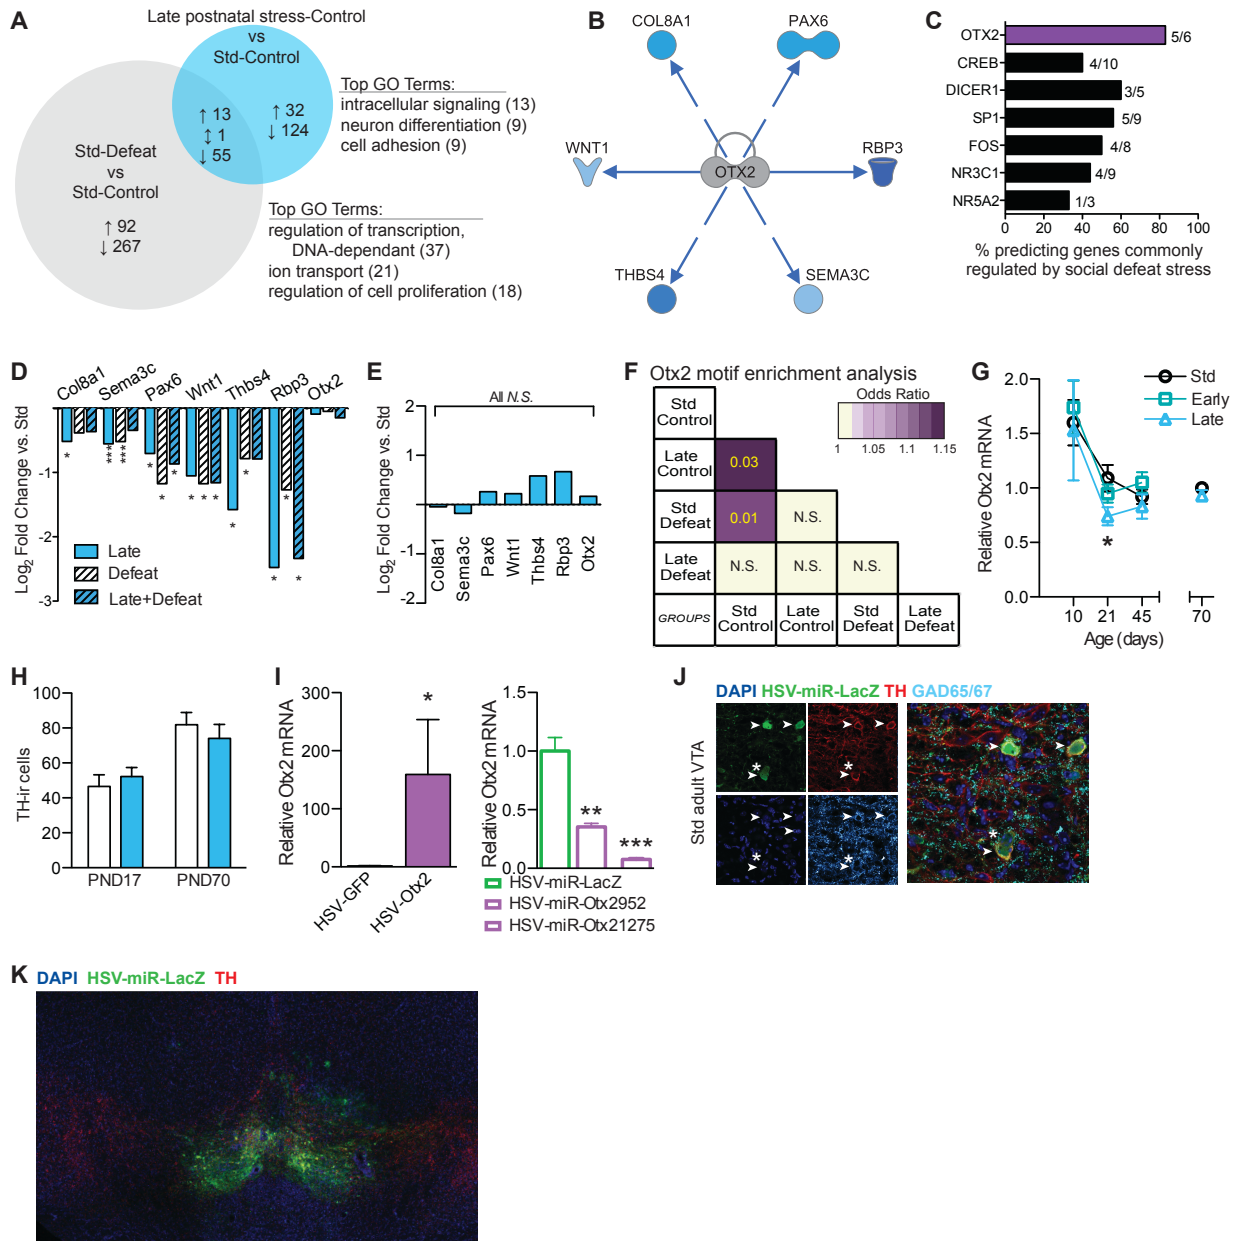 A
Late postnatal stress-Control
vs
Std-Control
↑ 13
↕ 1
↓ 55
↑ 32
↓ 124
Std-Defeat
vs
Std-Control
↑ 92
↓ 267
Top GO Terms:
intracellular signaling (13)
neuron differentiation (9)
cell adhesion (9)
Top GO Terms:
regulation of transcription,
DNA-dependant (37)
ion transport (21)
regulation of cell proliferation (18)
B
COL8A1
PAX6
WNT1
OTX2
RBP3
THBS4
SEMA3C
C
OTX2 5/6
CREB 4/10
DICER1 3/5
SP1 5/9
FOS 4/8
NR3C1 4/9
NR5A2 1/3
0 20 40 60 80 100
% predicting genes commonly
regulated by social defeat stress
D
Col8a1 Sema3c Pax6 Wnt1 Thbs4 Rbp3 Otx2
Log2 Fold Change vs. Std
-1
-2
-3
* *** *** * * * * * * * * * * *
Late
Defeat
Late+Defeat
E
All N.S.
Log2 Fold Change vs. Std
2
1
0
-1
-2
Col8a1 Sema3c Pax6 Wnt1 Thbs4 Rbp3 Otx2
F Otx2 motif enrichment analysis
Odds Ratio
1 1.05 1.1 1.15
Std
Control
Late
Control
0.03
Std
Defeat
0.01 N.S.
Late
Defeat
N.S. N.S. N.S.
GROUPS
Std
Control
Late
Control
Std
Defeat
Late
Defeat
G
Std
Early
Late
Relative Otx2 mRNA
2.0
1.5
1.0
0.5
0.0
*
10 21 45 70
Age (days)
H
TH-ir cells
100
80
60
40
20
0
PND17 PND70
I
Relative Otx2 mRNA
300
200
100
0
*
HSV-GFP
HSV-Otx2
Relative Otx2 mRNA
1.5
1.0
0.5
0.0
**
***
HSV-miR-LacZ
HSV-miR-Otx2952
HSV-miR-Otx21275
J
DAPI HSV-miR-LacZ TH GAD65/67
Std adult VTA
* * * * *
K DAPI HSV-miR-LacZ TH